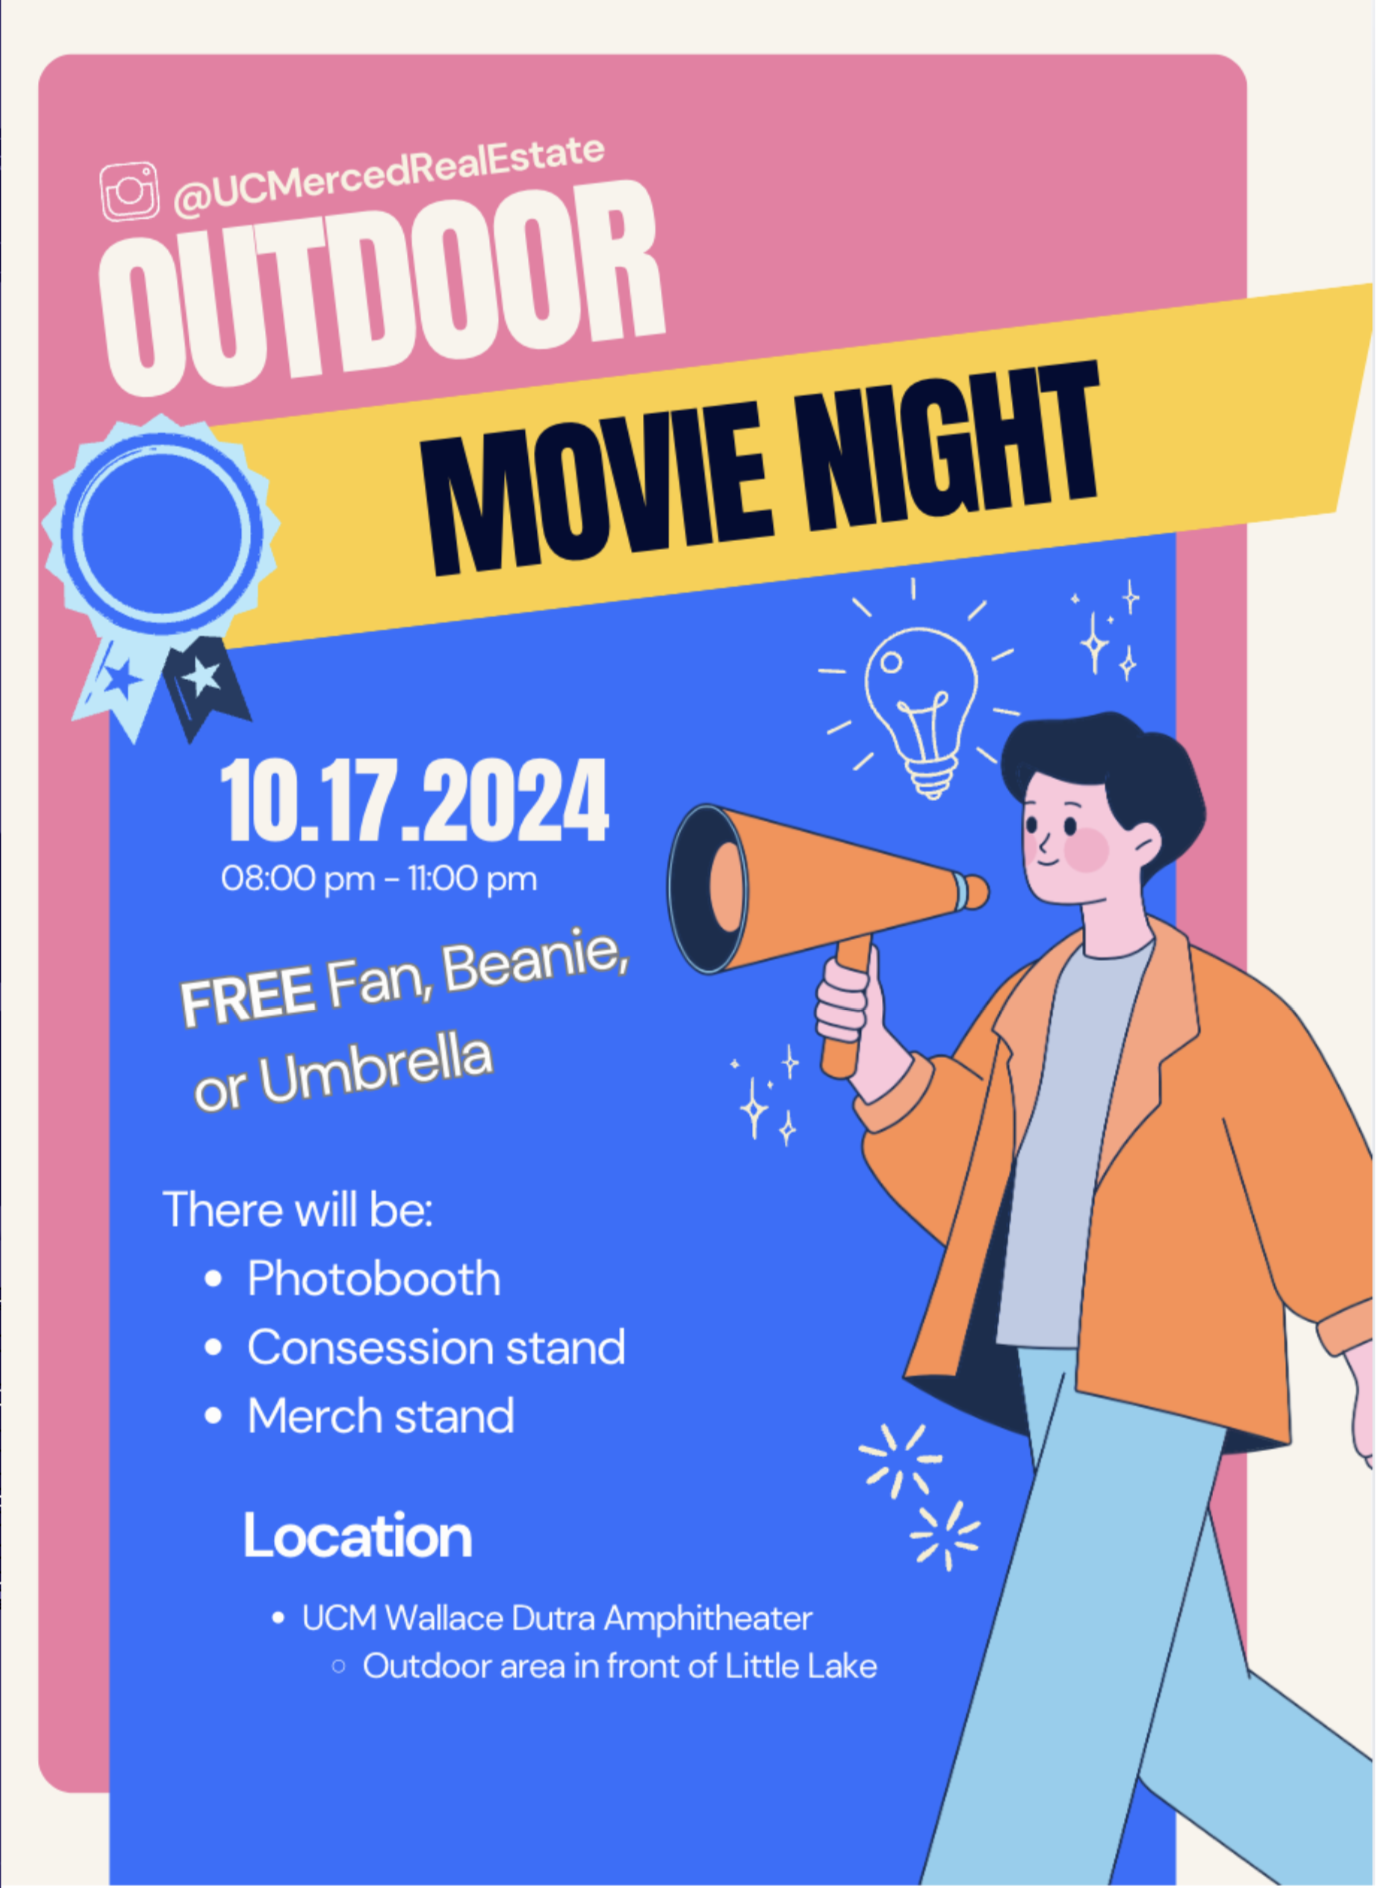 @UCMercedRealEstate
OUTDOOR
MOVIE NIGHT
10.17.2024
08:00 pm - 11:00 pm
FREE Fan, Beanie,
or Umbrella
There will be:
• Photobooth
• Consession stand
• Merch stand
Location
• UCM Wallace Dutra Amphitheater
◦ Outdoor area in front of Little Lake